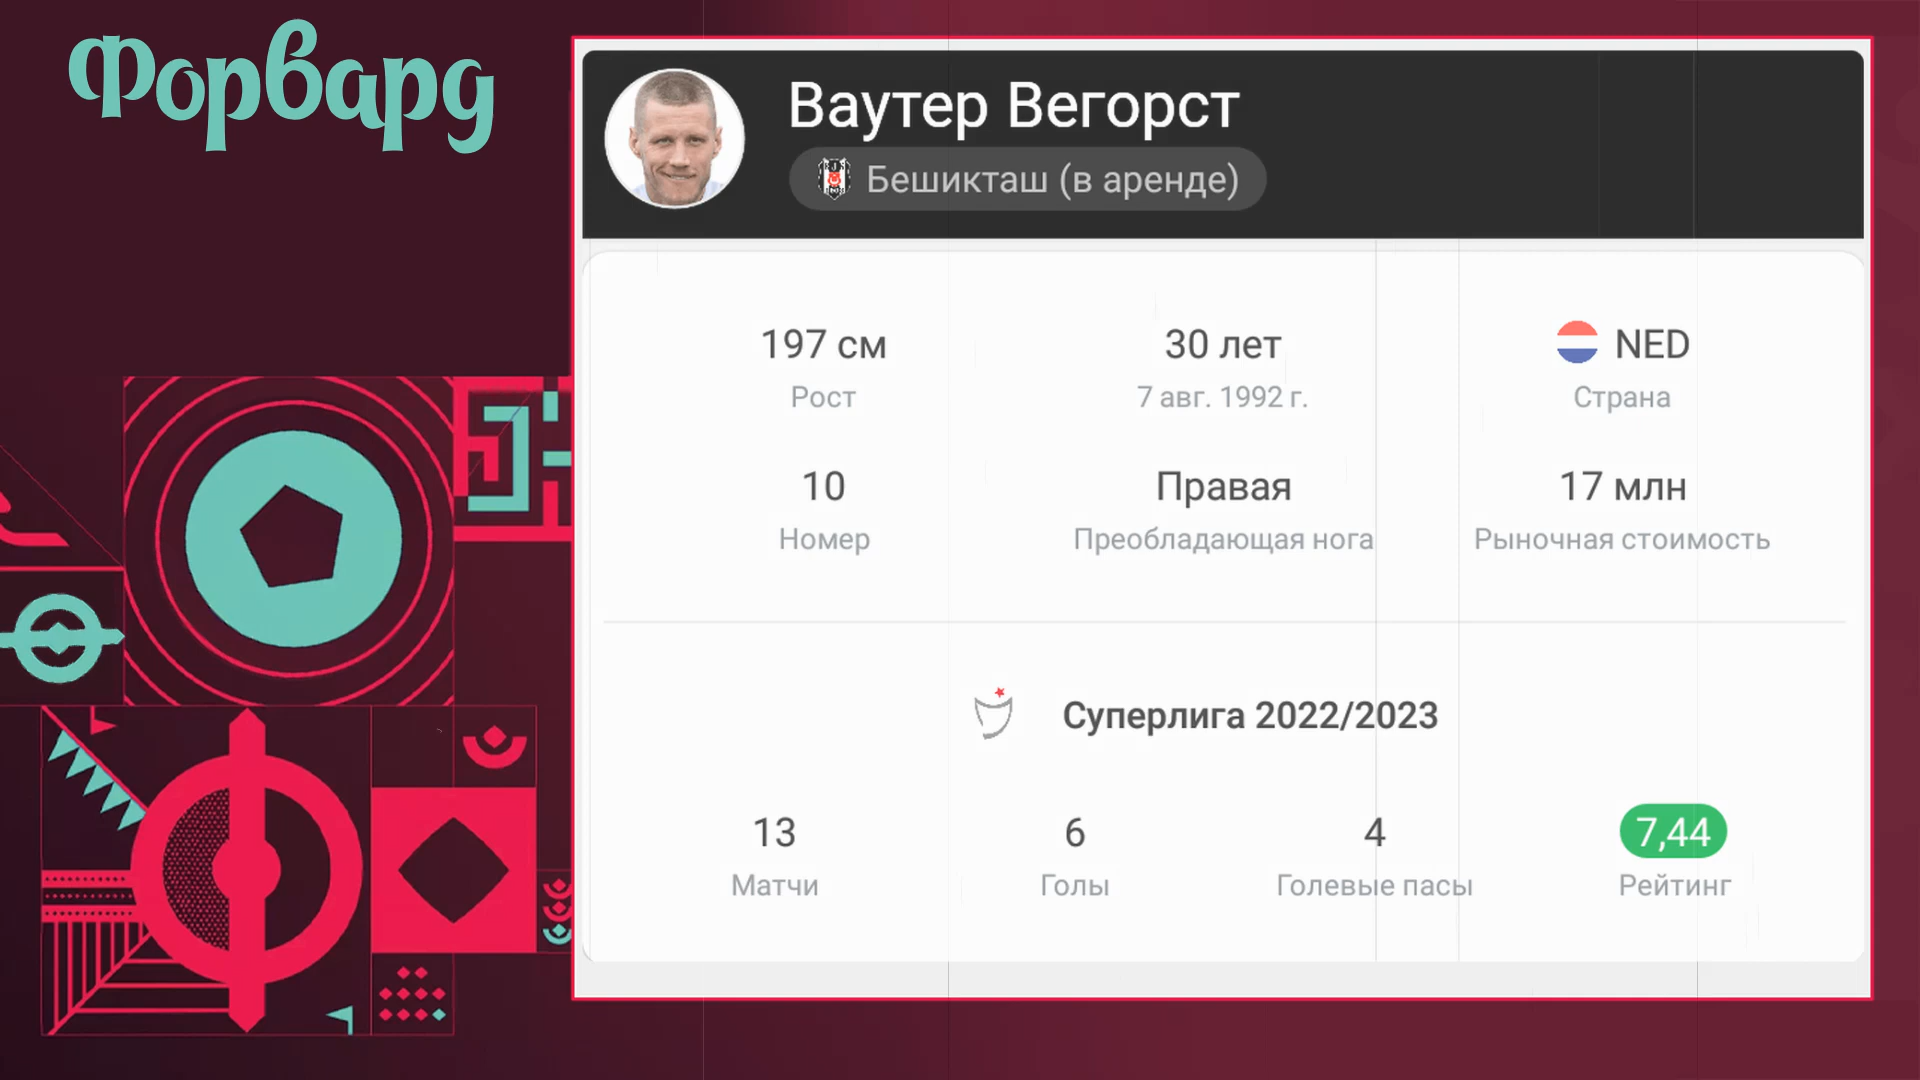 Форвард
Ваутер Вегорст
Бешикташ (в аренде)
197 см
Рост
30 лет
7 авг. 1992 г.
NED
Страна
10
Номер
Правая
Преобладающая нога
17 млн
Рыночная стоимость
Суперлига 2022/2023
13
Матчи
6
Голы
4
Голевые пасы
7,44
Рейтинг